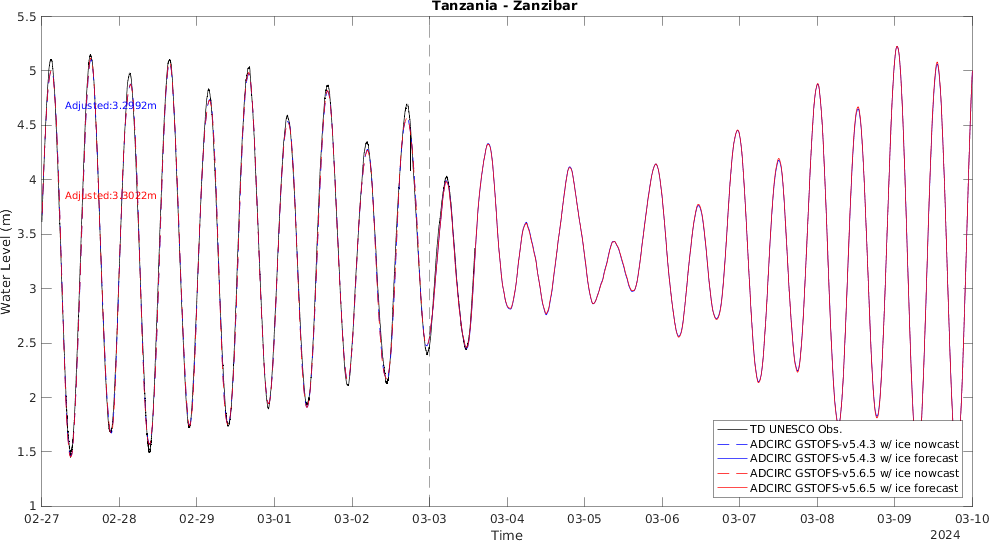 Tanzania - Zanzibar
5.5
5
4.5
4
3.5
3
2.5
2
1.5
1
Water Level (m)
Adjusted:3.2992m
Adjusted:3.3022m
TD UNESCO Obs.
ADCIRC GSTOFS-v5.4.3 w/ ice nowcast
ADCIRC GSTOFS-v5.4.3 w/ ice forecast
ADCIRC GSTOFS-v5.6.5 w/ ice nowcast
ADCIRC GSTOFS-v5.6.5 w/ ice forecast
02-27 02-28 02-29 03-01 03-02 03-03 03-04 03-05 03-06 03-07 03-08 03-09 03-10
Time
2024